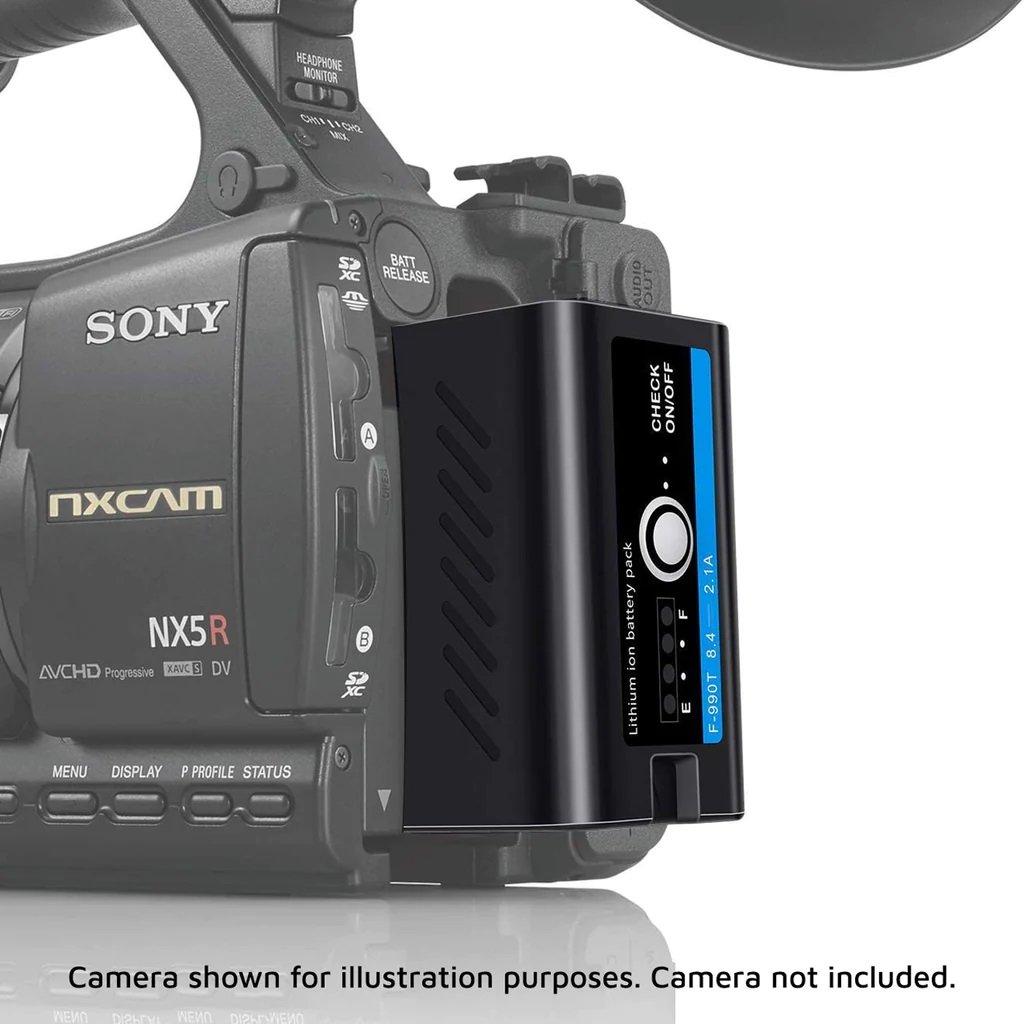 HEADPHONE
MONITOR
CH1 CH2
MIX
BATT
RELEASE
AUDIO
OUT
SONY
SD
XC
A
OPEN
NXCAM
B
SD
XC
NX5R
AVCHD Progressive XAVC S DV
MENU DISPLAY P PROFILE STATUS
CHECK
ON/OFF
Lithium ion battery pack
E F
F-990T 8.4 — 2.1A
Camera shown for illustration purposes. Camera not included.